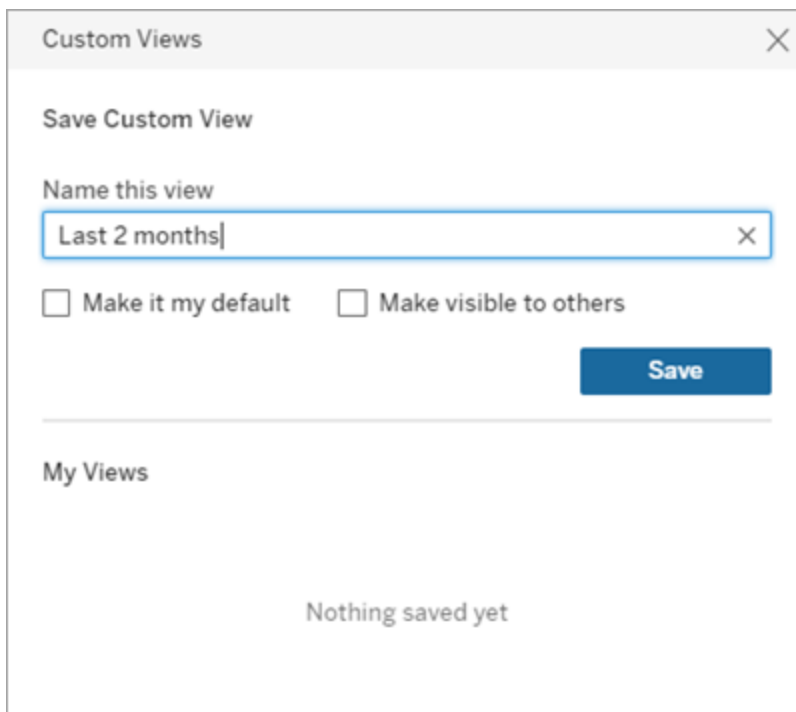 Custom Views
Save Custom View
Name this view
Last 2 months
Make it my default
Make visible to others
Save
My Views
Nothing saved yet